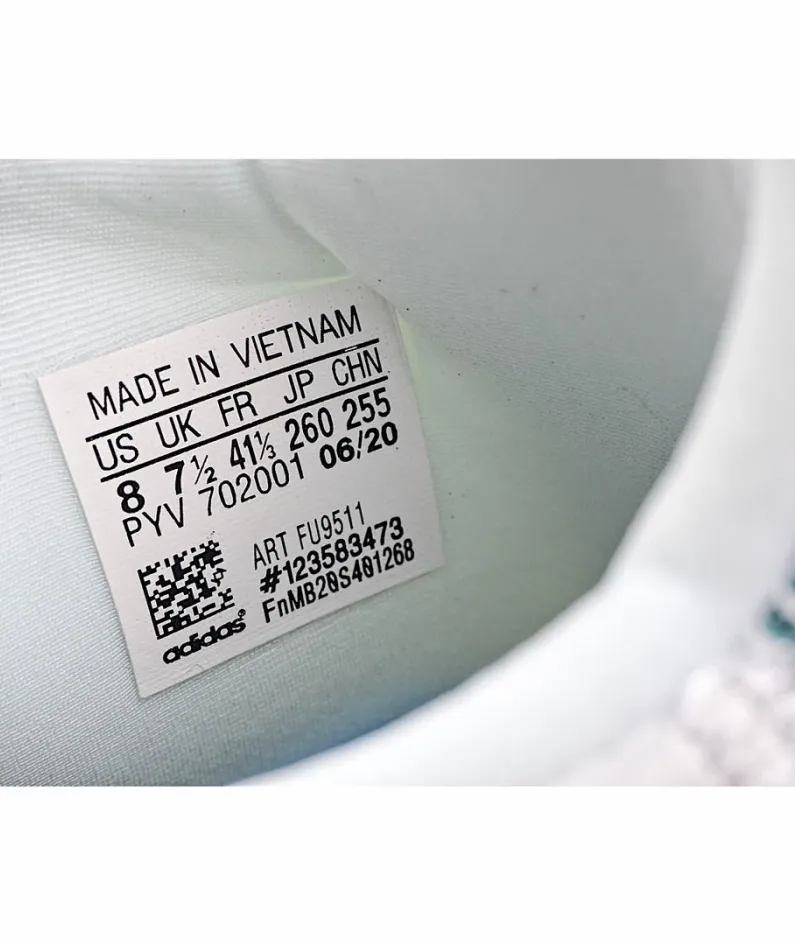 MADE IN VIETNAM
US UK FR JP CHN
8 7½ 41⅓ 260 255
PYV 702001 06/20
ART FU9511
#123583473
FnMB20S401268
adidas®